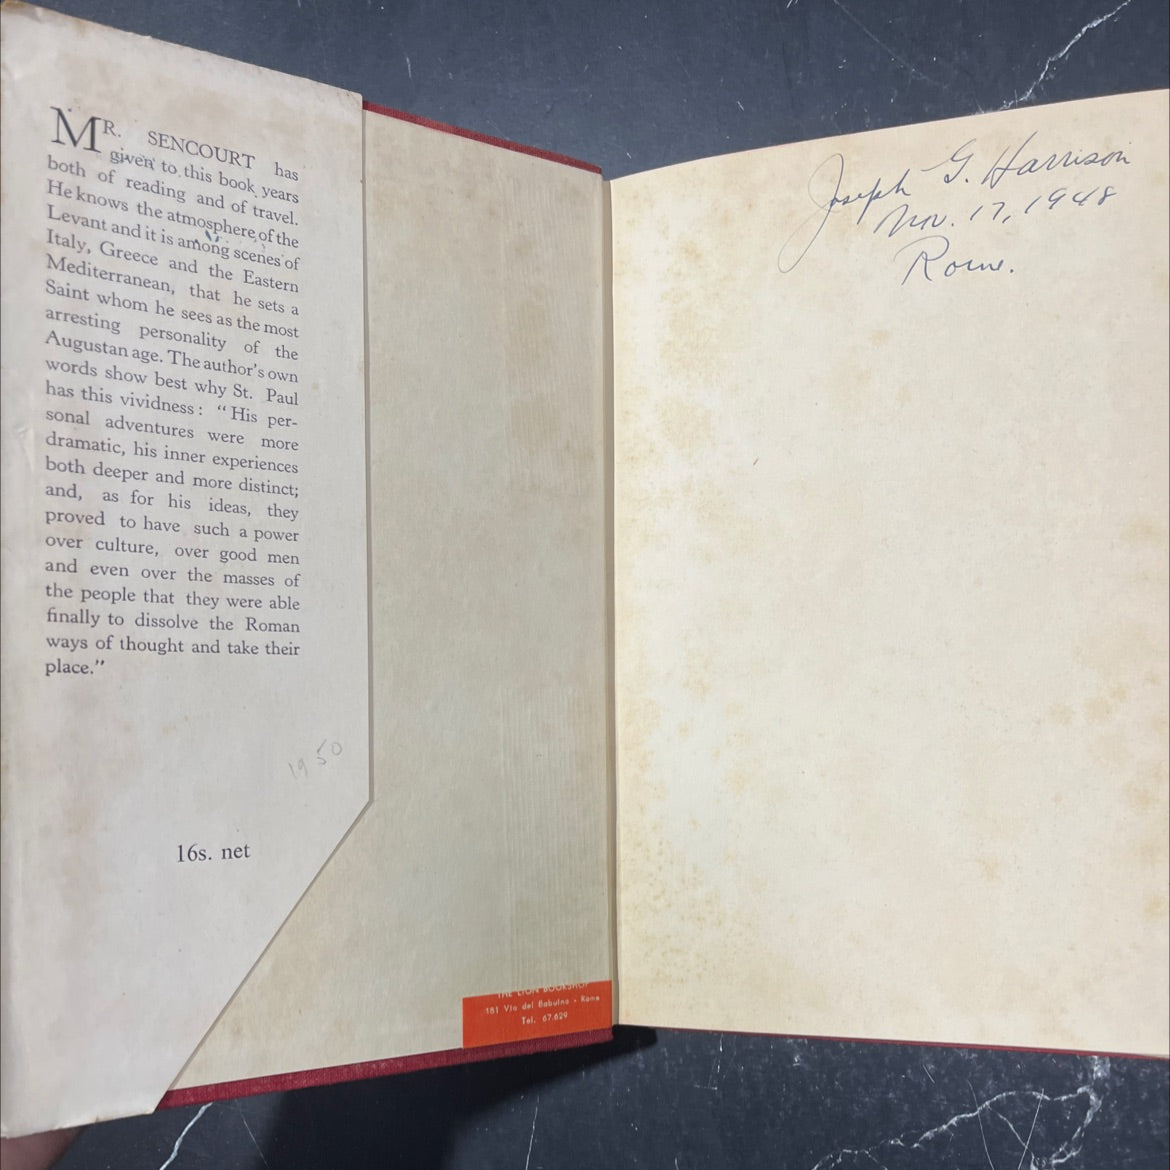 MR. SENCOURT has
given to this book years
both of reading and of travel.
He knows the atmosphere of the
Levant and it is among scenes of
Italy, Greece and the Eastern
Mediterranean, that he sets a
Saint whom he sees as the most
arresting personality of the
Augustan age. The author's own
words show best why St. Paul
has this vividness: "His per-
sonal adventures were more
dramatic, his inner experiences
both deeper and more distinct;
and, as for his ideas, they
proved to have such a power
over culture, over good men
and even over the masses of
the people that they were able
finally to dissolve the Roman
ways of thought and take their
place."
1950
16s. net
THE LION BOOKSHOP
181 Via del Babuino - Rome
Tel. 67.629
Joseph G. Harrison
Nov. 17, 1948
Rome.